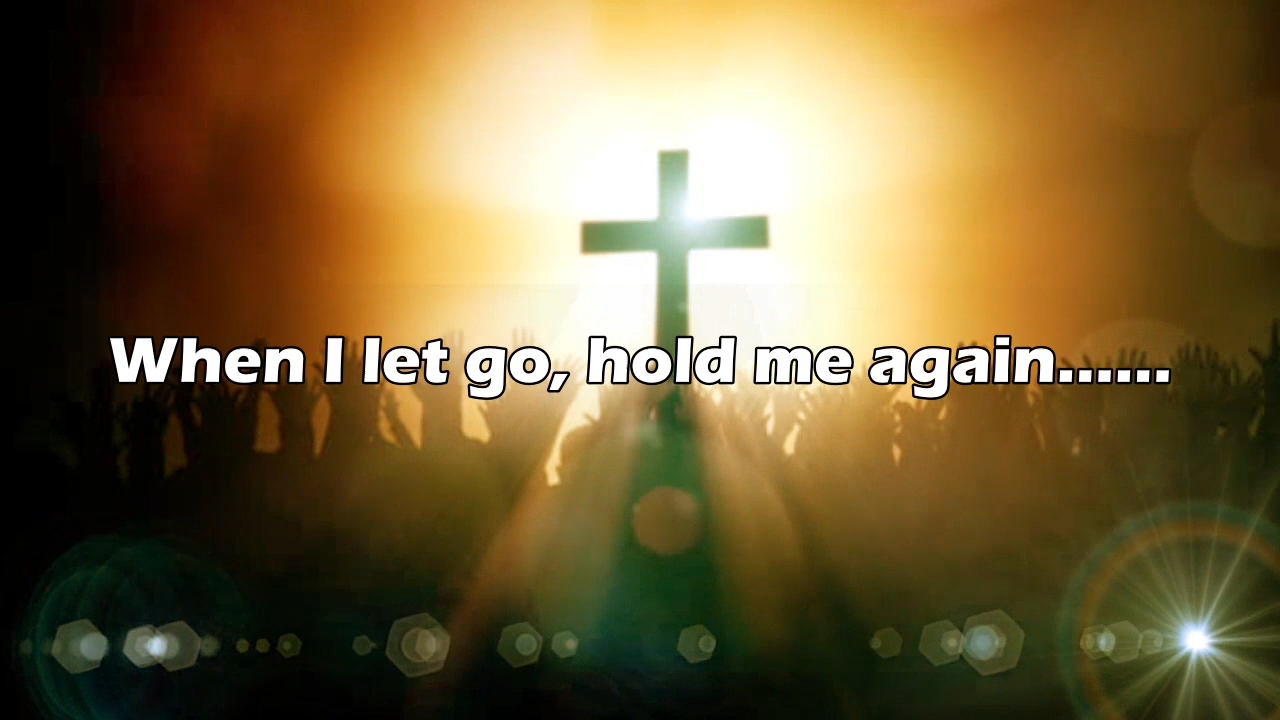 When I let go, hold me again......